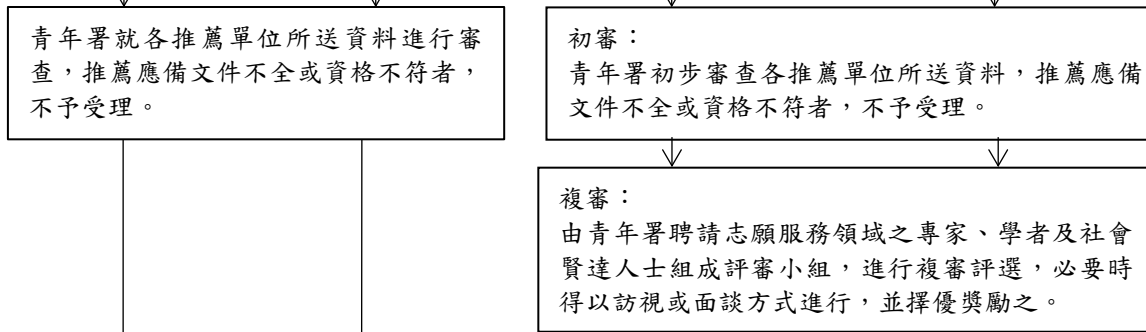 青年署就各推薦單位所送資料進行審
查，推薦應備文件不全或資格不符者，
不予受理。
初審：
青年署初步審查各推薦單位所送資料，推薦應備
文件不全或資格不符者，不予受理。
複審：
由青年署聘請志願服務領域之專家、學者及社會
賢達人士組成評審小組，進行複審評選，必要時
得以訪視或面談方式進行，並擇優獎勵之。